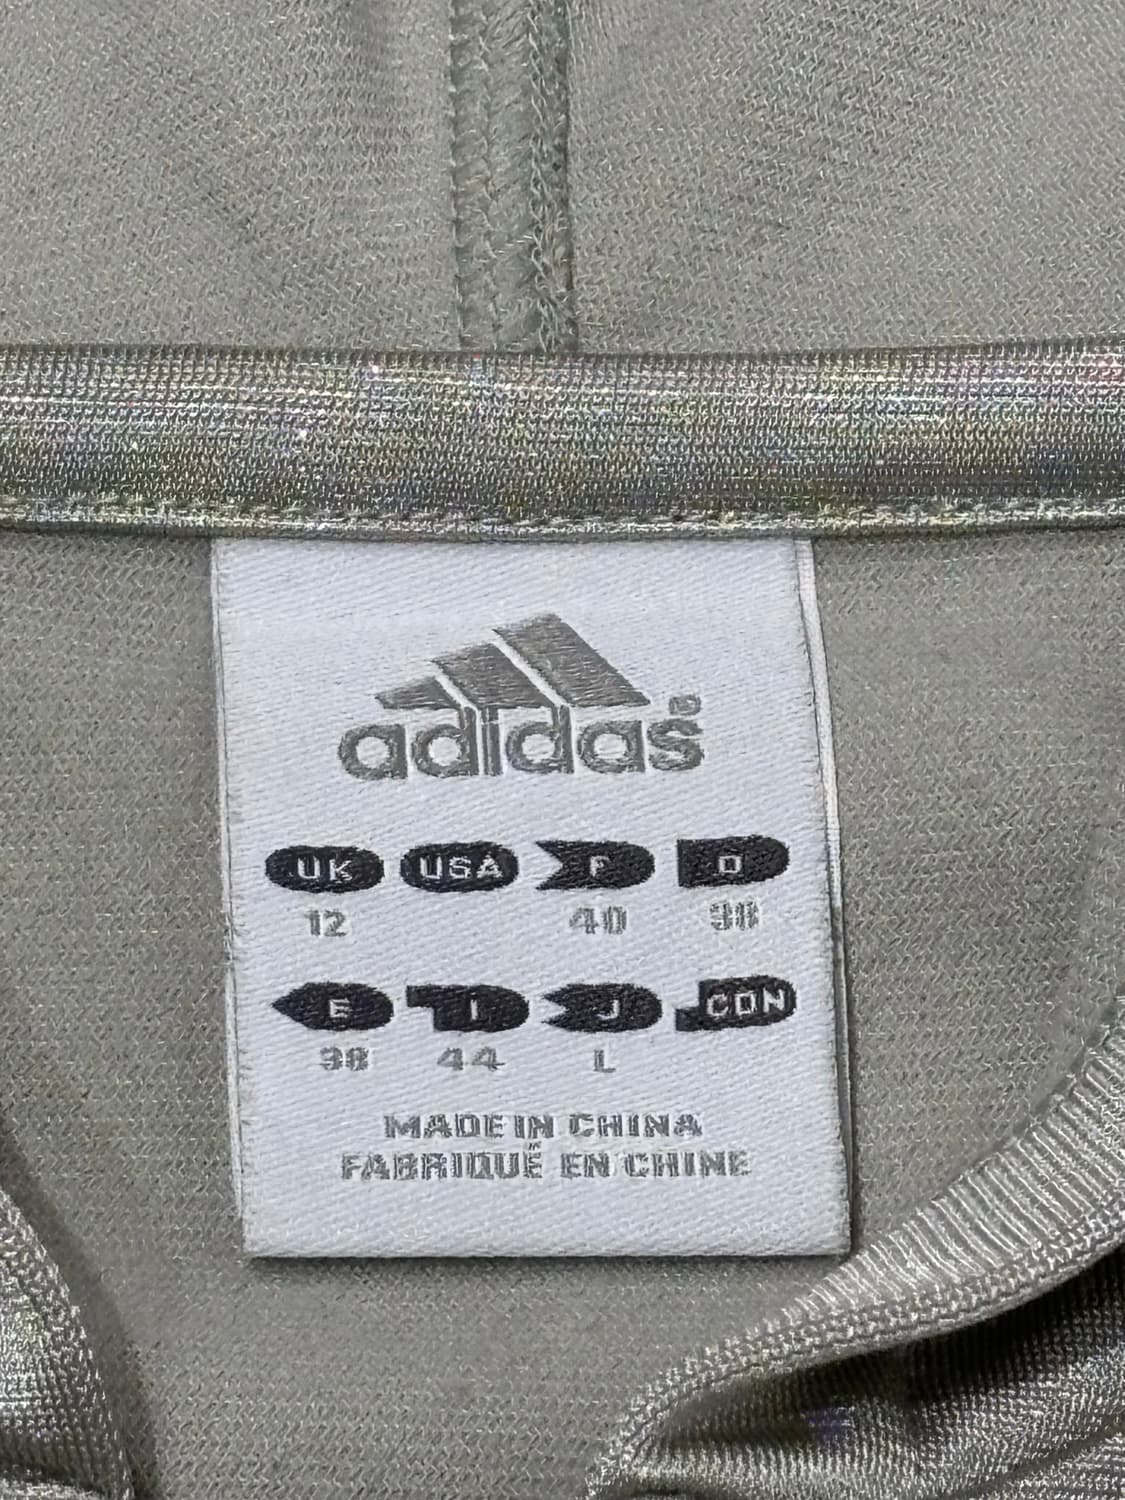 adidas®
UK USA F D
12 40 38
E I J CDN
38 44 L
MADE IN CHINA
FABRIQUÉ EN CHINE